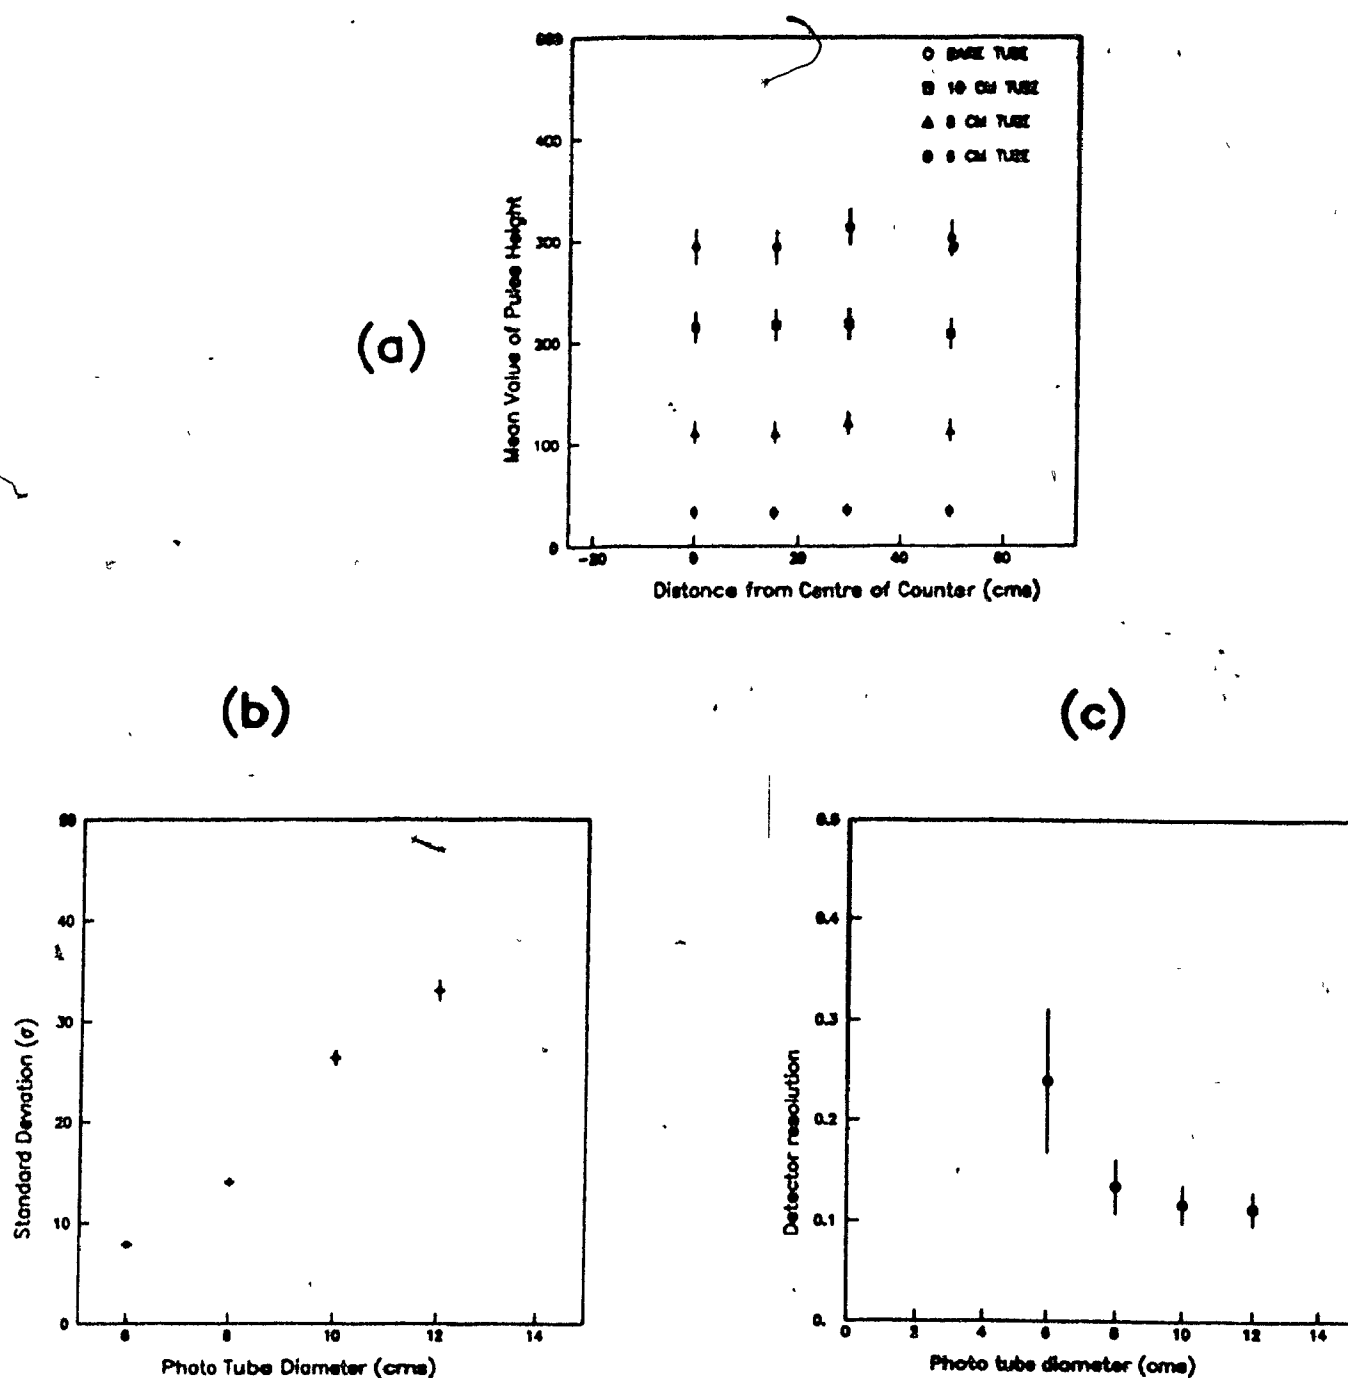 500
○ BARE TUBE
10 CM TUBE
400
▲ 8 CM TUBE
6 CM TUBE
Mean Value of Pulse Height
300
(a)
200
100
0
-20 0 20 40 60
Distance from Centre of Counter (cms)
(b)
(c)
50
40
30
20
10
0
Standard Deviation (σ)
6 8 10 12 14
Photo Tube Diameter (cms)
0.5
0.4
0.3
0.2
0.1
0.
Detector resolution
0 2 4 6 8 10 12 14
Photo tube diameter (cms)